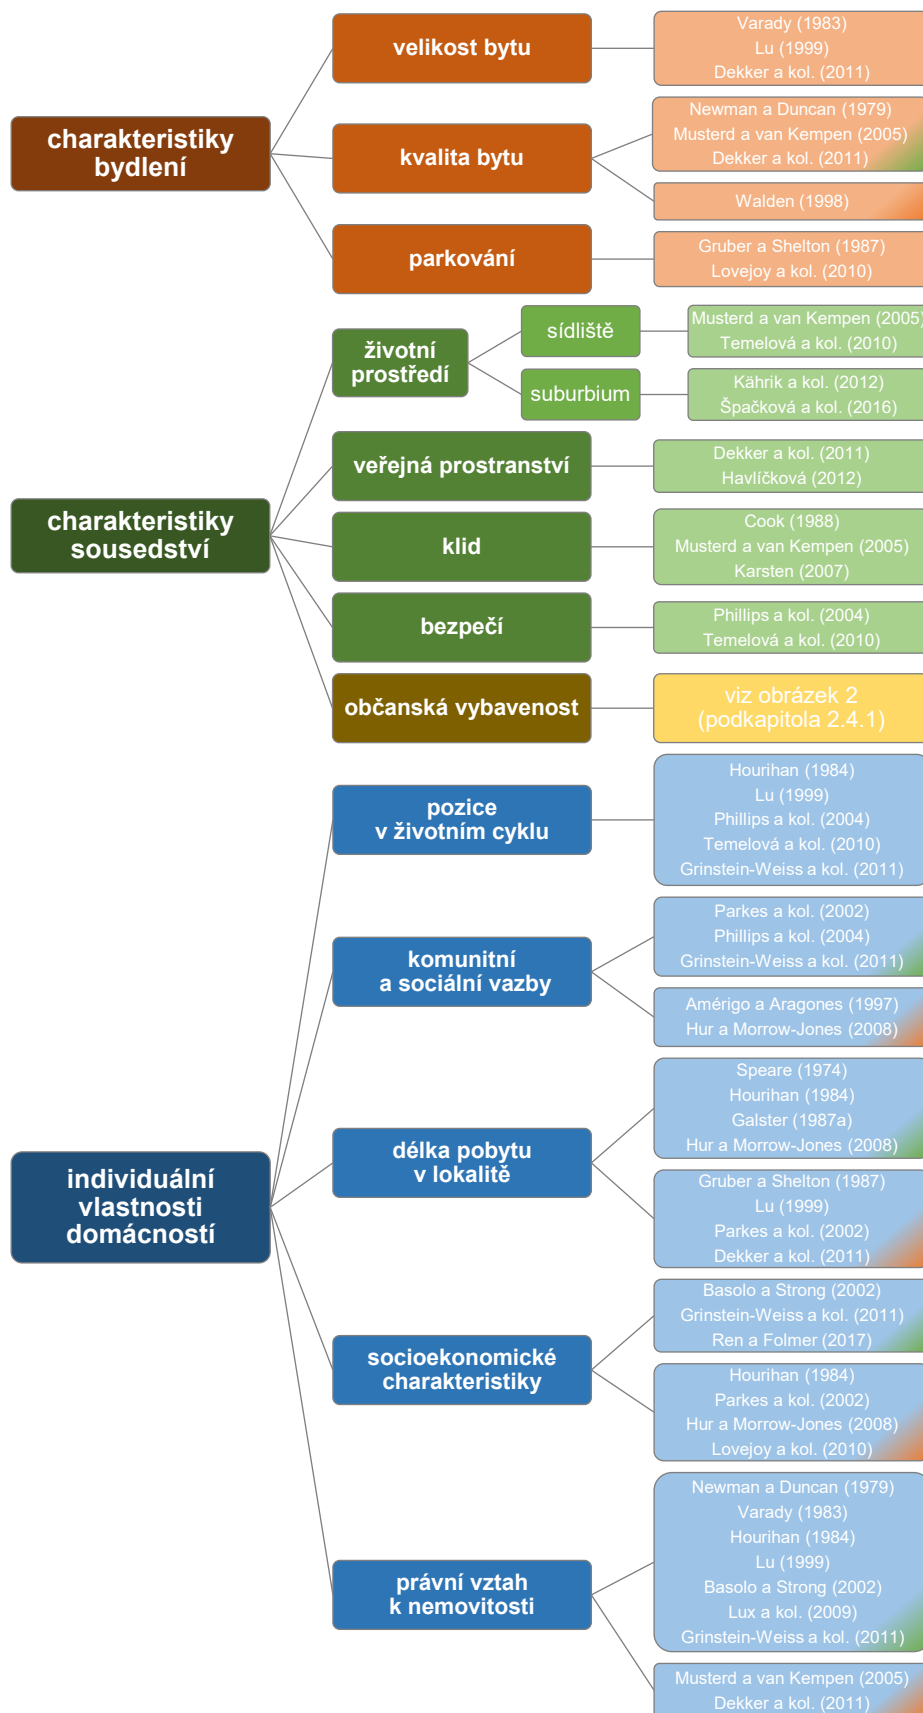 charakteristiky
bydlení
velikost bytu
Varady (1983)
Lu (1999)
Dekker a kol. (2011)
kvalita bytu
Newman a Duncan (1979)
Musterd a van Kempen (2005)
Dekker a kol. (2011)
Walden (1998)
parkování
Gruber a Shelton (1987)
Lovejoy a kol. (2010)
charakteristiky
sousedství
životní
prostředí
sídliště
Musterd a van Kempen (2005)
Temelová a kol. (2010)
suburbium
Kährik a kol. (2012)
Špačková a kol. (2016)
veřejná prostranství
Dekker a kol. (2011)
Havlíčková (2012)
klid
Cook (1988)
Musterd a van Kempen (2005)
Karsten (2007)
bezpečí
Phillips a kol. (2004)
Temelová a kol. (2010)
občanská vybavenost
viz obrázek 2
(podkapitola 2.4.1)
individuální
vlastnosti
domácností
pozice
v životním cyklu
Hourihan (1984)
Lu (1999)
Phillips a kol. (2004)
Temelová a kol. (2010)
Grinstein-Weiss a kol. (2011)
komunitní
a sociální vazby
Parkes a kol. (2002)
Phillips a kol. (2004)
Grinstein-Weiss a kol. (2011)
Amérigo a Aragones (1997)
Hur a Morrow-Jones (2008)
délka pobytu
v lokalitě
Speare (1974)
Hourihan (1984)
Galster (1987a)
Hur a Morrow-Jones (2008)
Gruber a Shelton (1987)
Lu (1999)
Parkes a kol. (2002)
Dekker a kol. (2011)
socioekonomické
charakteristiky
Basolo a Strong (2002)
Grinstein-Weiss a kol. (2011)
Ren a Folmer (2017)
Hourihan (1984)
Parkes a kol. (2002)
Hur a Morrow-Jones (2008)
Lovejoy a kol. (2010)
právní vztah
k nemovitosti
Newman a Duncan (1979)
Varady (1983)
Hourihan (1984)
Lu (1999)
Basolo a Strong (2002)
Lux a kol. (2009)
Grinstein-Weiss a kol. (2011)
Musterd a van Kempen (2005)
Dekker a kol. (2011)